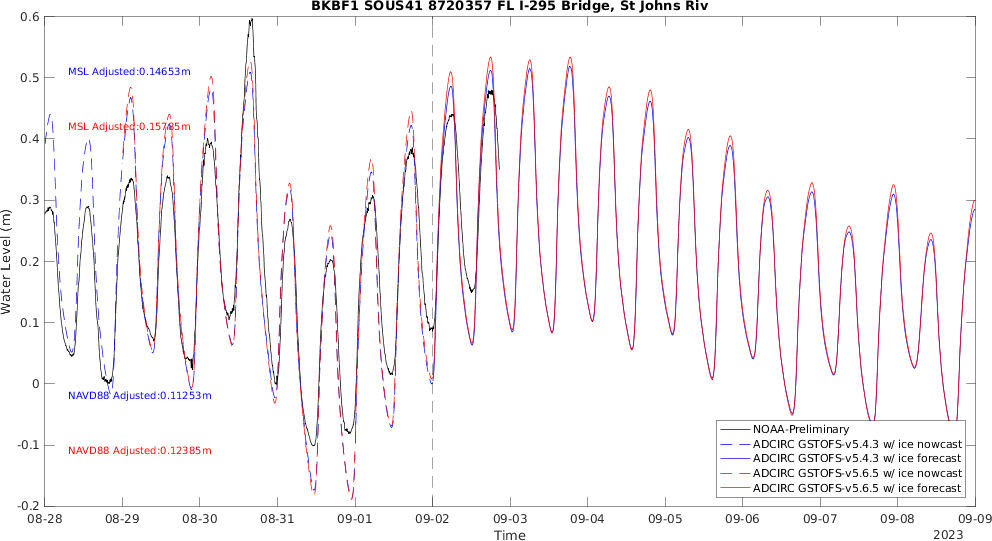 BKBF1 SOUS41 8720357 FL I-295 Bridge, St Johns Riv
0.6
0.5
0.4
0.3
0.2
0.1
0
-0.1
-0.2
Water Level (m)
MSL Adjusted:0.14653m
MSL Adjusted:0.15785m
NAVD88 Adjusted:0.11253m
NAVD88 Adjusted:0.12385m
NOAA-Preliminary
ADCIRC GSTOFS-v5.4.3 w/ ice nowcast
ADCIRC GSTOFS-v5.4.3 w/ ice forecast
ADCIRC GSTOFS-v5.6.5 w/ ice nowcast
ADCIRC GSTOFS-v5.6.5 w/ ice forecast
08-28 08-29 08-30 08-31 09-01 09-02 09-03 09-04 09-05 09-06 09-07 09-08 09-09
Time
2023